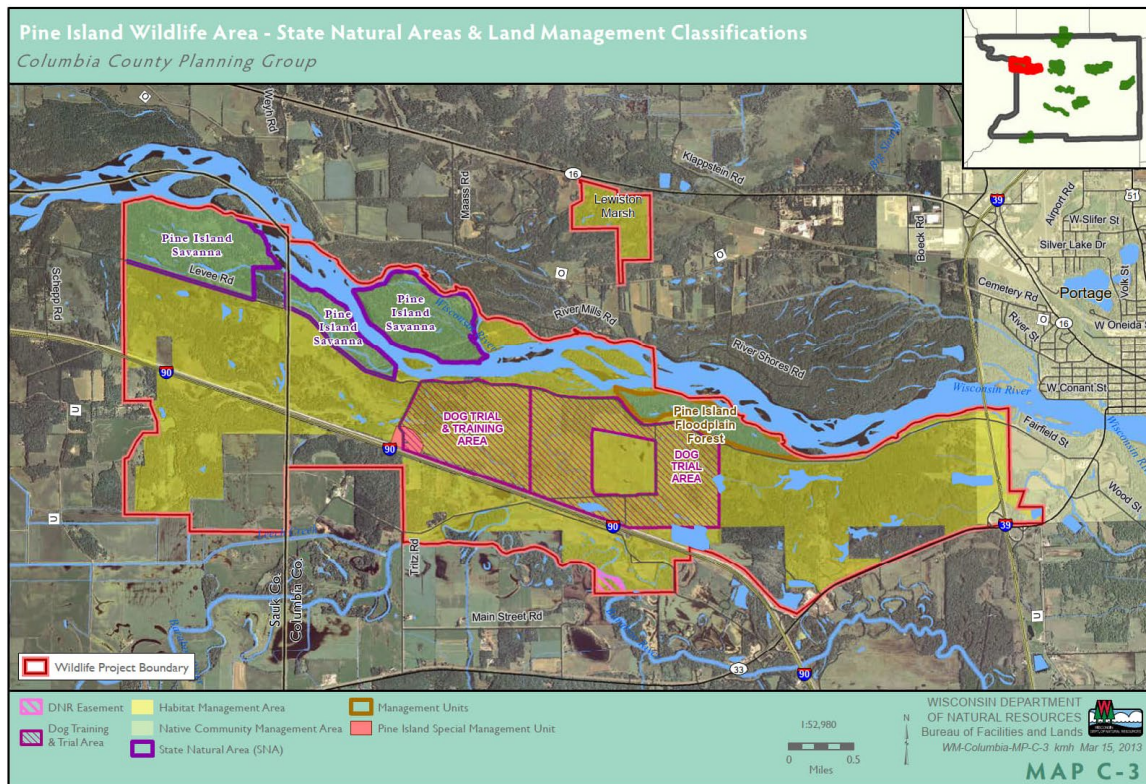 Pine Island Wildlife Area - State Natural Areas & Land Management Classifications
Columbia County Planning Group
Weyh Rd
16
Klappstein Rd
Maass Rd
Lewiston
Marsh
Boeck Rd
39
Airport Rd
51
W Slifer St
Silver Lake Dr
Volk St
Pine Island
Savanna
Levee Rd
Schepp Rd
Pine
Island
Savanna
Pine
Island
Savanna
O
O
River Mills Rd
River Shores Rd
Cemetery Rd
Portage
River St
O
16
W Oneida
W Conant St
Wisconsin River
90
U
DOG TRIAL
& TRAINING
AREA
Pine Island
Floodplain
Forest
DOG
TRIAL
AREA
Fairfield St
Wood St
90
90
39
U
U
Tritz Rd
Sauk Co.
Columbia Co.
Main Street Rd
33
90
Wildlife Project Boundary
DNR Easement
Dog Training
& Trial Area
Habitat Management Area
Native Community Management Area
State Natural Area (SNA)
Management Units
Pine Island Special Management Unit
1:52,980
0 0.5
Miles
N
WISCONSIN DEPARTMENT
OF NATURAL RESOURCES
Bureau of Facilities and Lands
WM-Columbia-MP-C-3 kmh Mar 15, 2013
MAP C-3